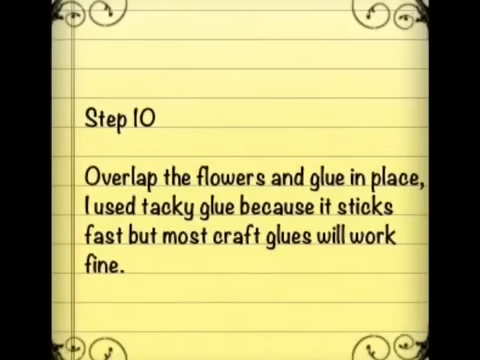 Step 10
Overlap the flowers and glue in place,
I used tacky glue because it sticks
fast but most craft glues will work
fine.